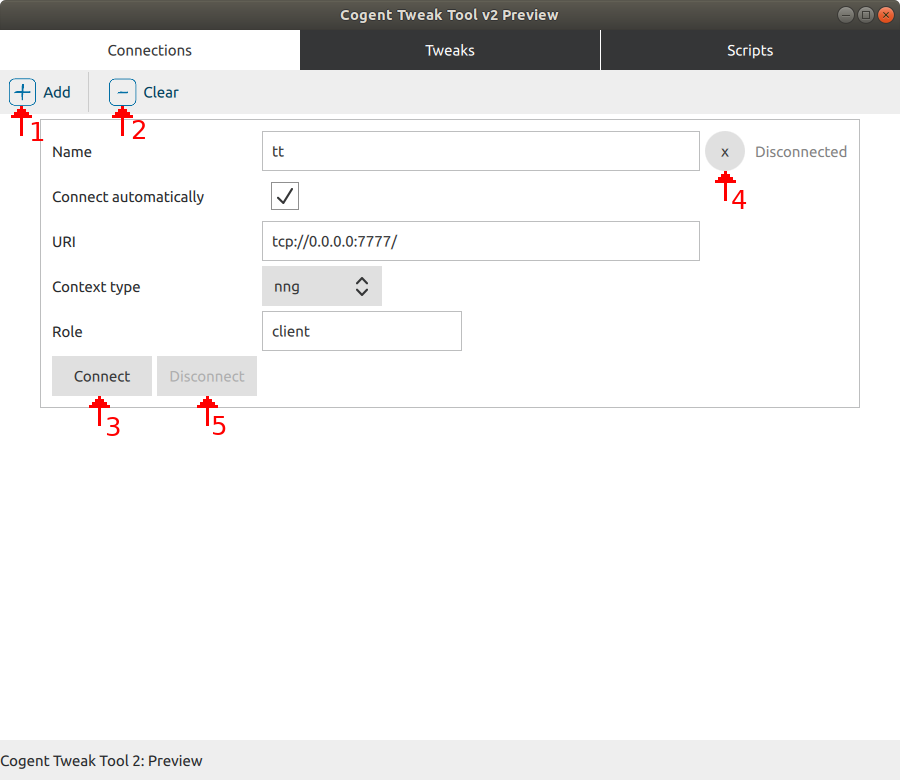 Cogent Tweak Tool v2 Preview
Connections Tweaks Scripts
Add Clear
1 2
Name tt x Disconnected
Connect automatically
4
URI tcp://0.0.0.0:7777/
Context type nng
Role client
Connect Disconnect
3 5
Cogent Tweak Tool 2: Preview